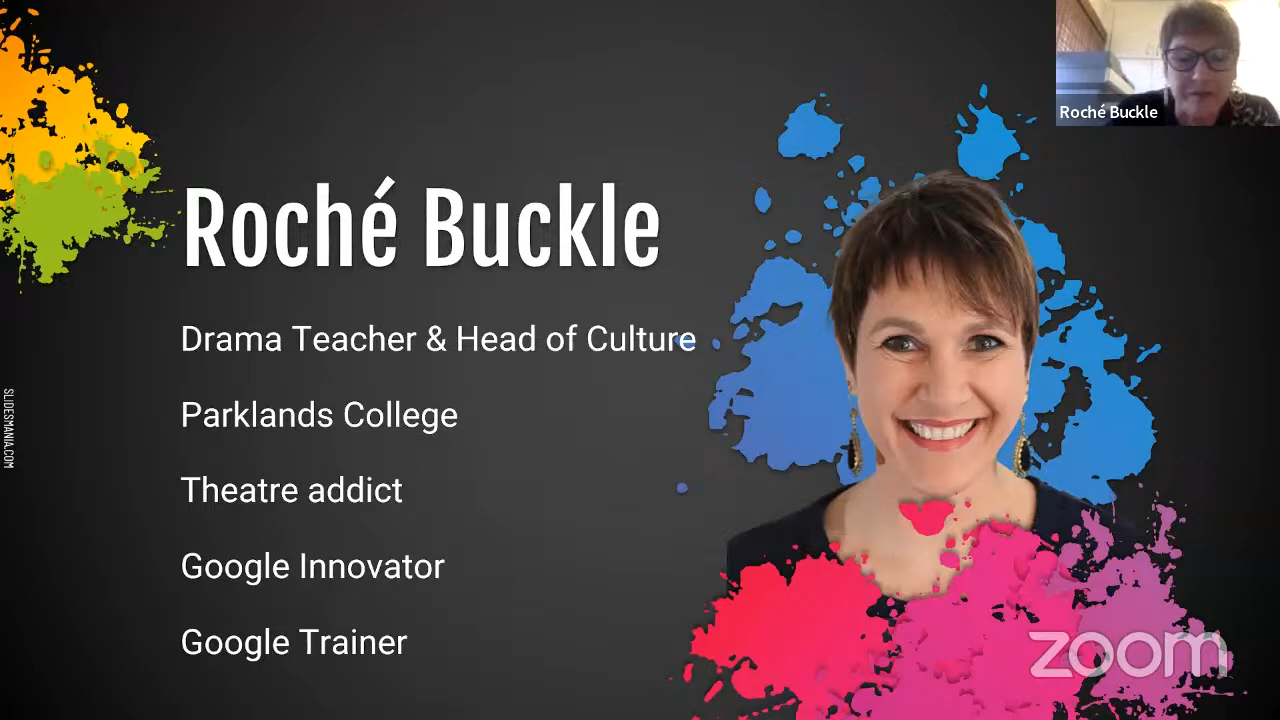 Roché Buckle
Roché Buckle
Drama Teacher & Head of Culture
Parklands College
Theatre addict
Google Innovator
Google Trainer
SLIDESMANIA.COM
zoom